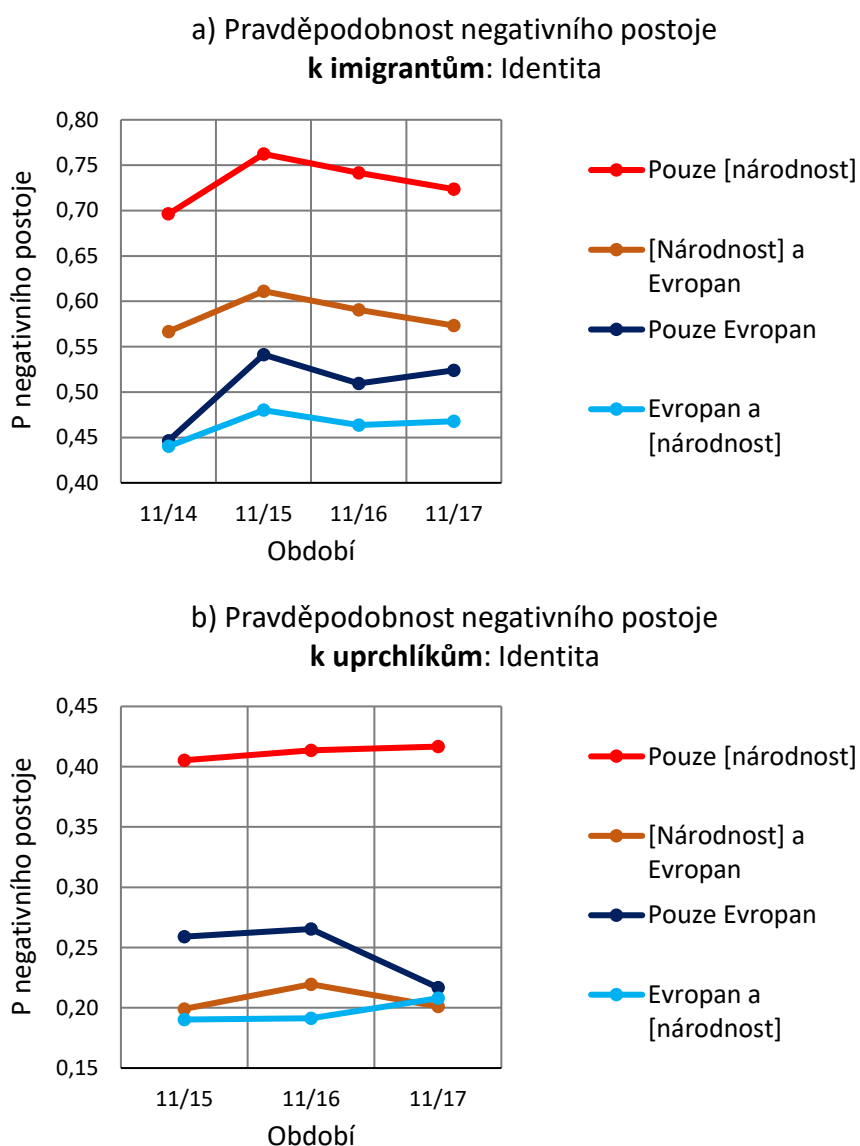 a) Pravděpodobnost negativního postoje
k imigrantům: Identita
P negativního postoje
0,80
0,75
0,70
0,65
0,60
0,55
0,50
0,45
0,40
11/14
11/15
11/16
11/17
Období
Pouze [národnost]
[Národnost] a
Evropan
Pouze Evropan
Evropan a
[národnost]
b) Pravděpodobnost negativního postoje
k uprchlíkům: Identita
P negativního postoje
0,45
0,40
0,35
0,30
0,25
0,20
0,15
11/15
11/16
11/17
Období
Pouze [národnost]
[Národnost] a
Evropan
Pouze Evropan
Evropan a
[národnost]